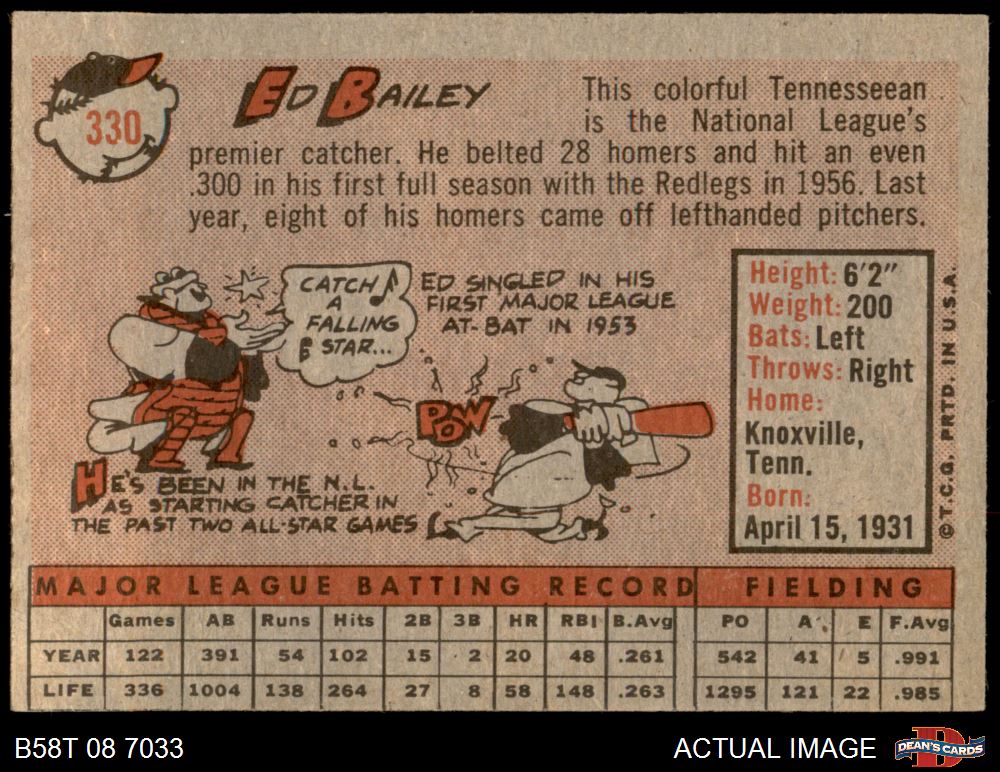 330
ED BAILEY
This colorful Tennesseean
is the National League's
premier catcher. He belted 28 homers and hit an even
.300 in his first full season with the Redlegs in 1956. Last
year, eight of his homers came off lefthanded pitchers.
CATCH
A
FALLING
STAR...
ED SINGLED IN HIS
FIRST MAJOR LEAGUE
AT-BAT IN 1953
POW
HE'S BEEN IN THE N.L.
AS STARTING CATCHER IN
THE PAST TWO ALL-STAR GAMES
Height: 6'2"
Weight: 200
Bats: Left
Throws: Right
Home:
Knoxville,
Tenn.
Born:
April 15, 1931
© T.C.G. PRTD. IN U.S.A.
MAJOR LEAGUE BATTING RECORD FIELDING
Games AB Runs Hits 2B 3B HR RBI B.Avg PO A E F.Avg
YEAR 122 391 54 102 15 2 20 48 .261 542 41 5 .991
LIFE 336 1004 138 264 27 8 58 148 .263 1295 121 22 .985
B58T 08 7033
ACTUAL IMAGE
D
DEAN'S CARDS